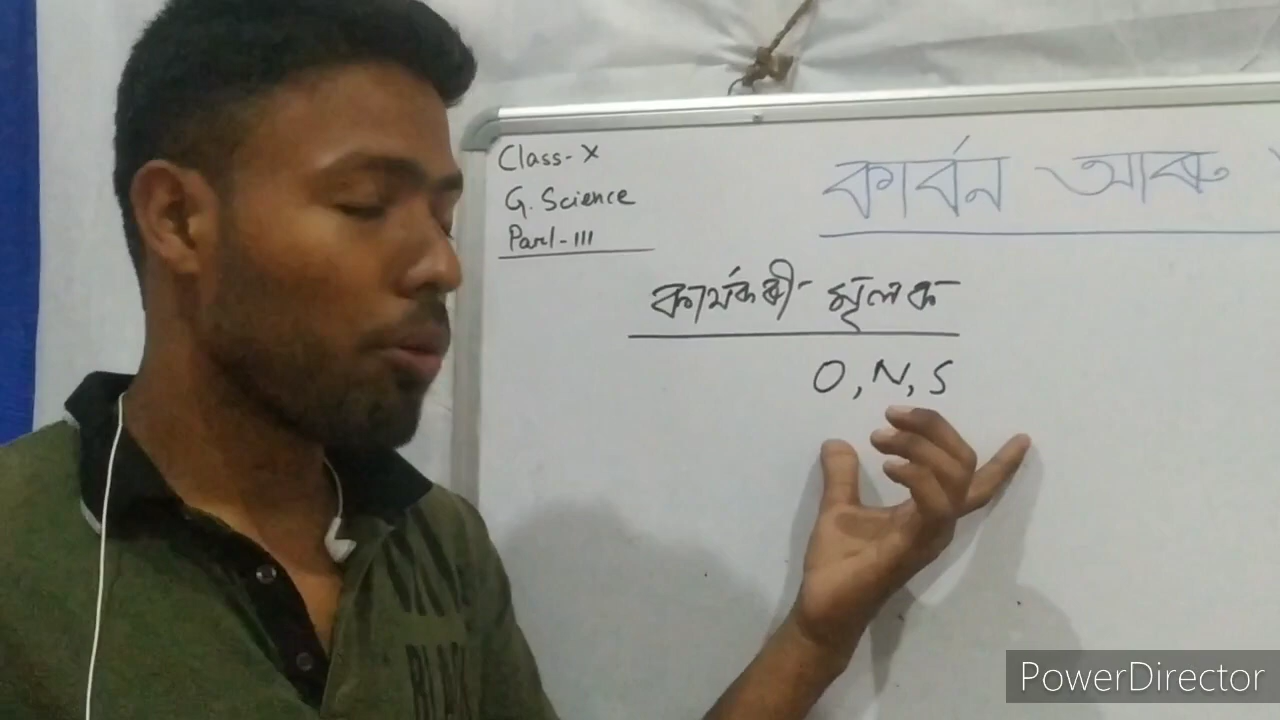 Class-X
G. Science
Part-III
কাৰ্বন আৰু
কাৰ্যকৰী মূলক
O, N, S
PowerDirector